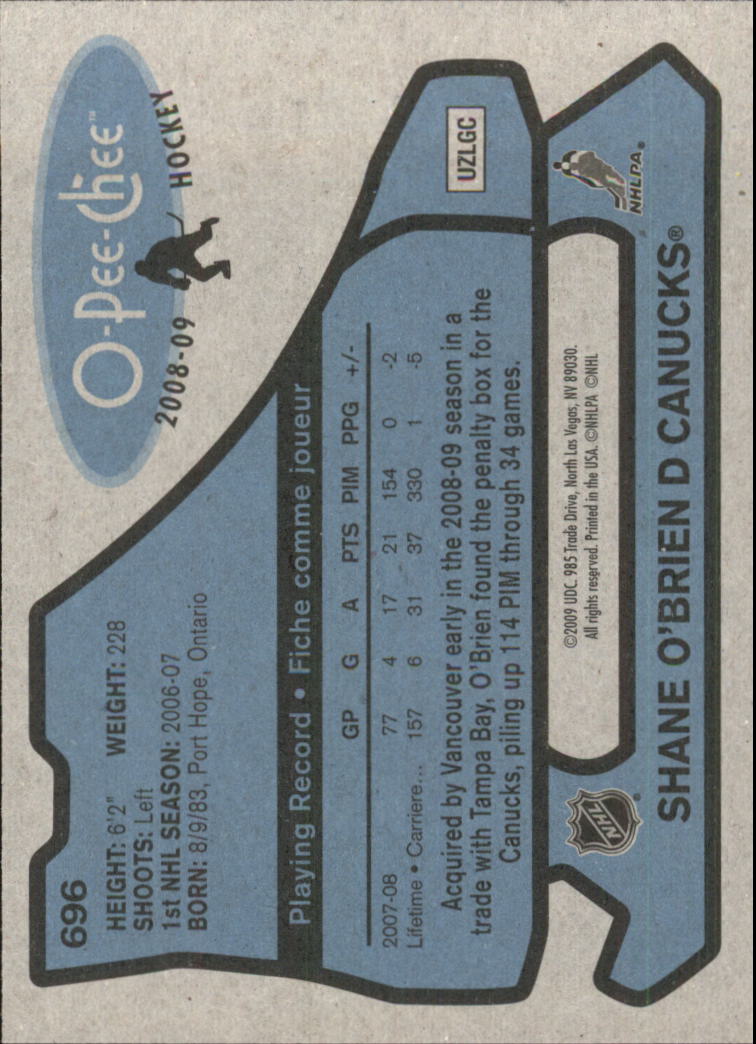 696
O-Pee-Chee™
2008-09 HOCKEY
HEIGHT: 6'2" WEIGHT: 228
SHOOTS: Left
1st NHL SEASON: 2006-07
BORN: 8/9/83, Port Hope, Ontario
Playing Record • Fiche comme joueur
GP G A PTS PIM PPG +/-
2007-08 77 4 17 21 154 0 -2
Lifetime • Carriere... 157 6 31 37 330 1 -5
Acquired by Vancouver early in the 2008-09 season in a
trade with Tampa Bay, O'Brien found the penalty box for the
Canucks, piling up 114 PIM through 34 games.
UZLGC
NHL
©2009 UDC. 985 Trade Drive, North Las Vegas, NV 89030.
All rights reserved. Printed in the USA. ©NHLPA ©NHL
NHLPA®
SHANE O'BRIEN D CANUCKS®